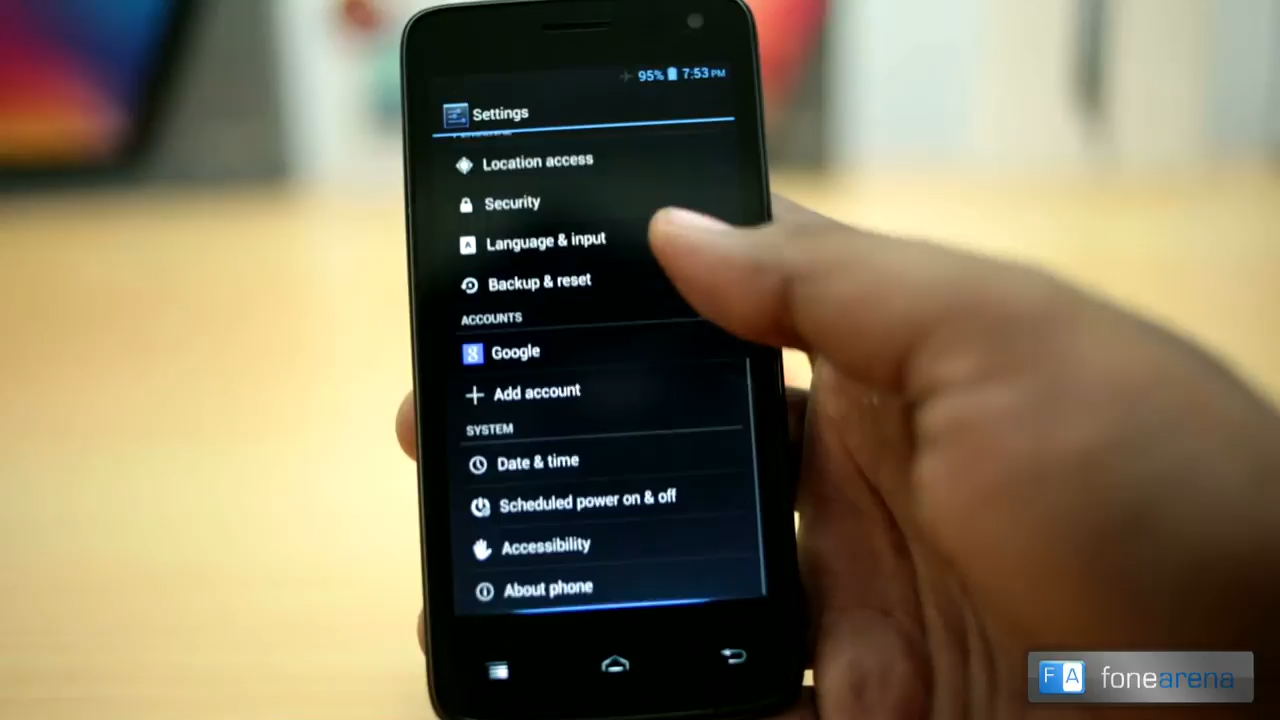 95% 7:53 PM
Settings
Location access
Security
Language & input
Backup & reset
ACCOUNTS
8 Google
Add account
SYSTEM
Date & time
Scheduled power on & off
Accessibility
About phone
FA fonearena